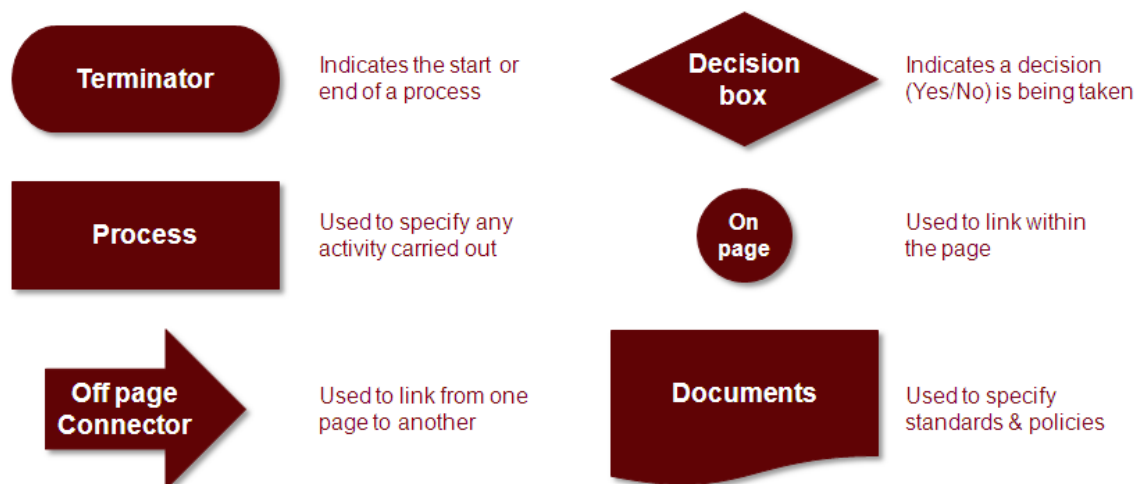 Terminator
Indicates the start or
end of a process
Decision
box
Indicates a decision
(Yes/No) is being taken
Process
Used to specify any
activity carried out
On
page
Used to link within
the page
Off page
Connector
Used to link from one
page to another
Documents
Used to specify
standards & policies